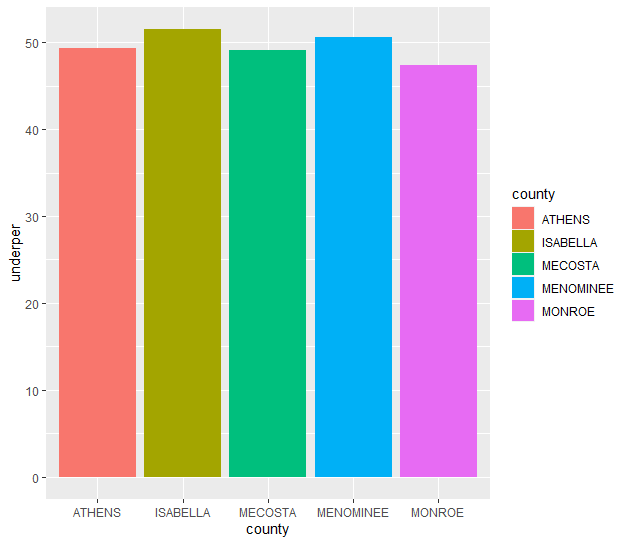 underper
50
40
30
20
10
0
ATHENS ISABELLA MECOSTA MENOMINEE MONROE
county
county
ATHENS
ISABELLA
MECOSTA
MENOMINEE
MONROE